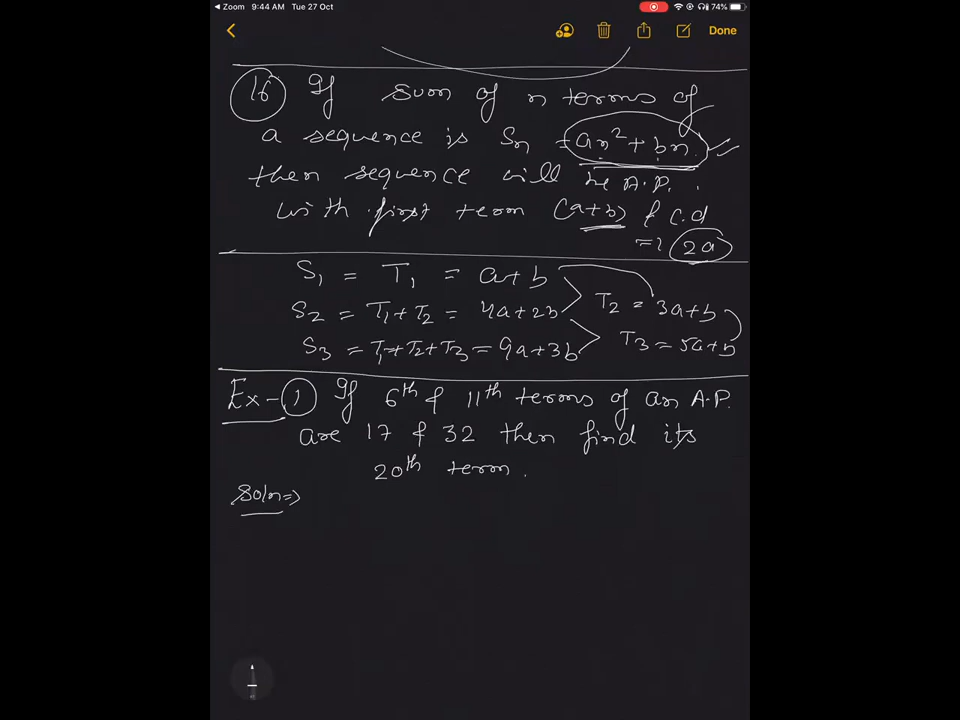 Zoom 9:44 AM Tue 27 Oct 74%
Done
16 If sum of n terms of
a sequence is Sn = an² + bn
then sequence will be A.P.
with first term (a+b) & c.d
= 2a
S1 = T1 = a+b
S2 = T1+T2 = 4a+2b T2 = 3a+b
S3 = T1+T2+T3 = 9a+3b T3 = 5a+b
Ex-1 If 6th & 11th terms of an A.P.
are 17 & 32 then find its
20th term.
Soln⇒